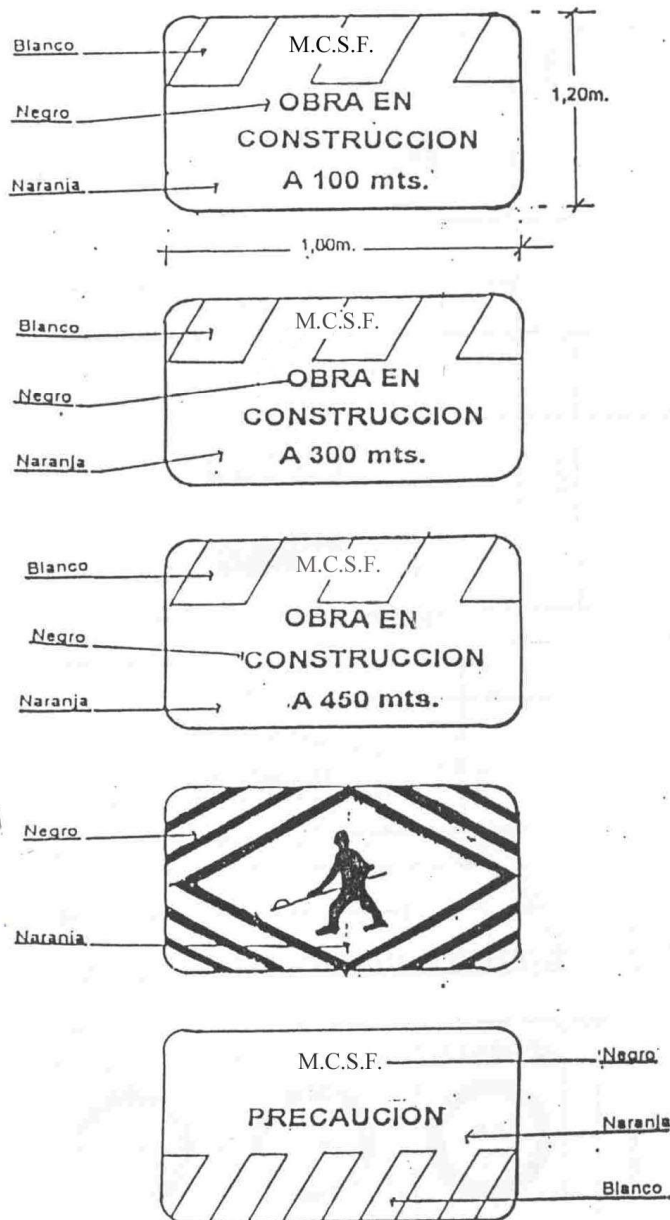 Blanco
M.C.S.F.
Negro
OBRA EN
CONSTRUCCION
Naranja
A 100 mts.
1,20m.
1,00m.
Blanco
M.C.S.F.
Negro
OBRA EN
CONSTRUCCION
Naranja
A 300 mts.
Blanco
M.C.S.F.
Negro
OBRA EN
CONSTRUCCION
Naranja
A 450 mts.
Negro
Naranja
M.C.S.F.
Negro
PRECAUCION
Naranja
Blanco